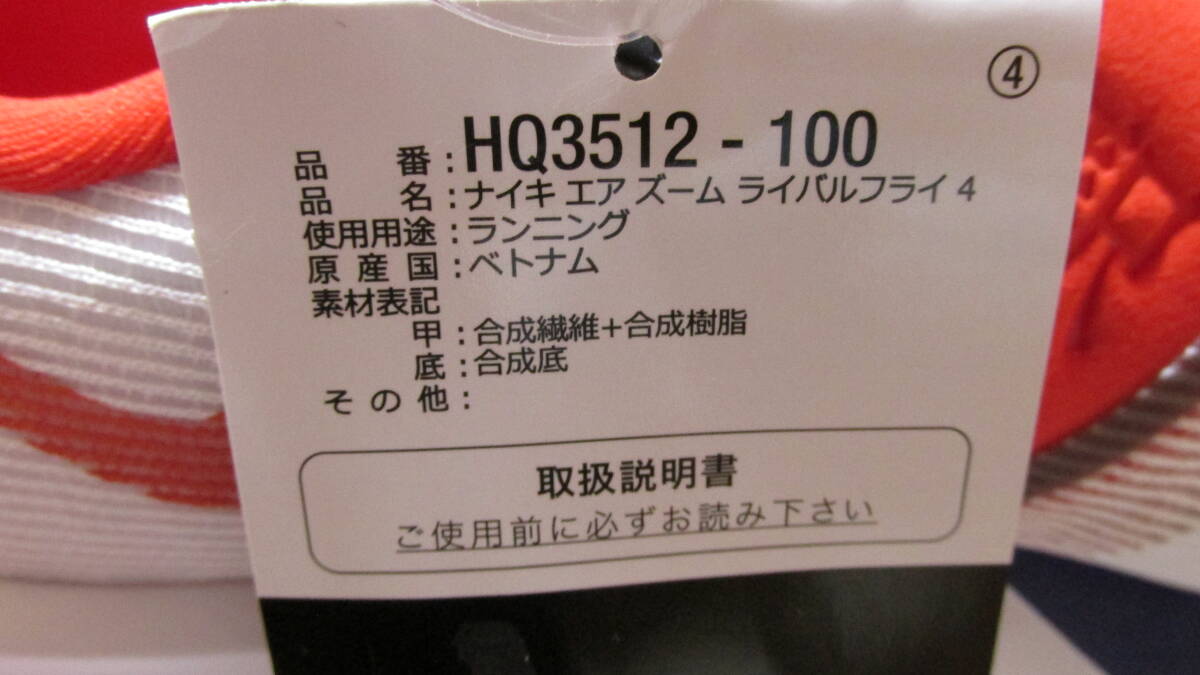 ④
品番:HQ3512-100
品名:ナイキ エア ズーム ライバルフライ 4
使用用途:ランニング
原産国:ベトナム
素材表記
甲:合成繊維+合成樹脂
底:合成底
その他:
取扱説明書
ご使用前に必ずお読み下さい